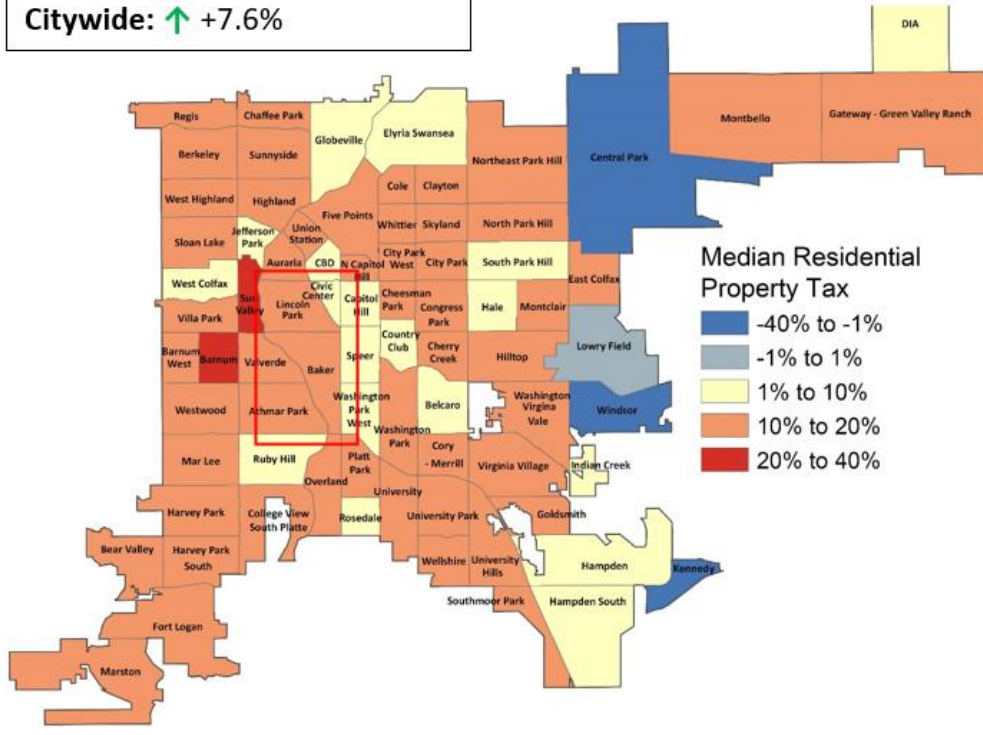 Citywide: ↑ +7.6%
DIA
Regis
Chaffee Park
Globeville
Elyria Swansea
Montbello
Gateway - Green Valley Ranch
Berkeley
Sunnyside
Northeast Park Hill
Central Park
West Highland
Highland
Cole
Clayton
Five Points
Whittier
Skyland
North Park Hill
Sloan Lake
Jefferson
Park
Union
Station
Auraria
CBD
N Capitol
Hill
City Park
West
City Park
South Park Hill
East Colfax
West Colfax
Sun
Valley
Lincoln
Park
Civic
Center
Capitol
Hill
Cheesman
Park
Congress
Park
Hale
Montclair
Villa Park
Barnum
West
Barnum
Valverde
Baker
Speer
Country
Club
Cherry
Creek
Hilltop
Lowry Field
Westwood
Athmar Park
Washington
Park
West
Washington
Park
Belcaro
Washington
Virgina
Vale
Windsor
Mar Lee
Ruby Hill
Overland
Platt
Park
Cory
- Merrill
Virginia Village
Indian Creek
Harvey Park
College View
South Platte
Rosedale
University
University Park
Goldsmith
Bear Valley
Harvey Park
South
Wellshire
University
Hills
Hampden
Kennedy
Southmoor Park
Hampden South
Fort Logan
Marston
Median Residential
Property Tax
-40% to -1%
-1% to 1%
1% to 10%
10% to 20%
20% to 40%